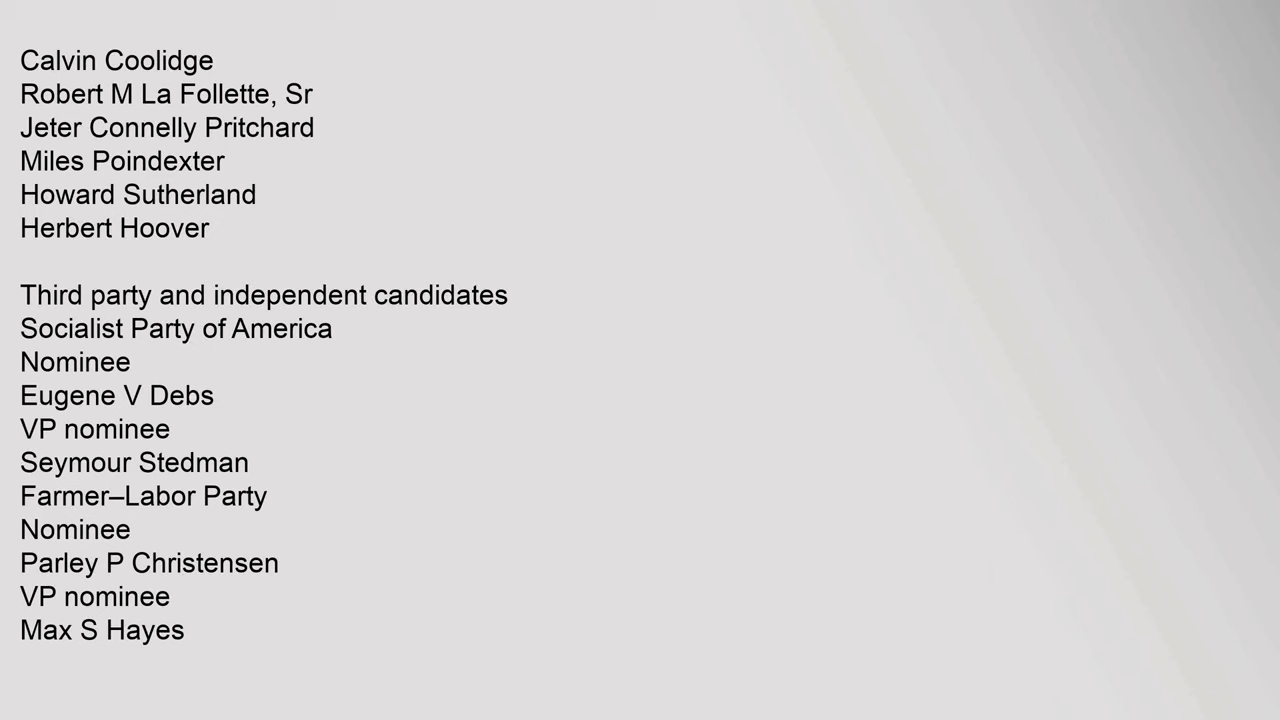 Calvin Coolidge
Robert M La Follette, Sr
Jeter Connelly Pritchard
Miles Poindexter
Howard Sutherland
Herbert Hoover
Third party and independent candidates
Socialist Party of America
Nominee
Eugene V Debs
VP nominee
Seymour Stedman
Farmer–Labor Party
Nominee
Parley P Christensen
VP nominee
Max S Hayes